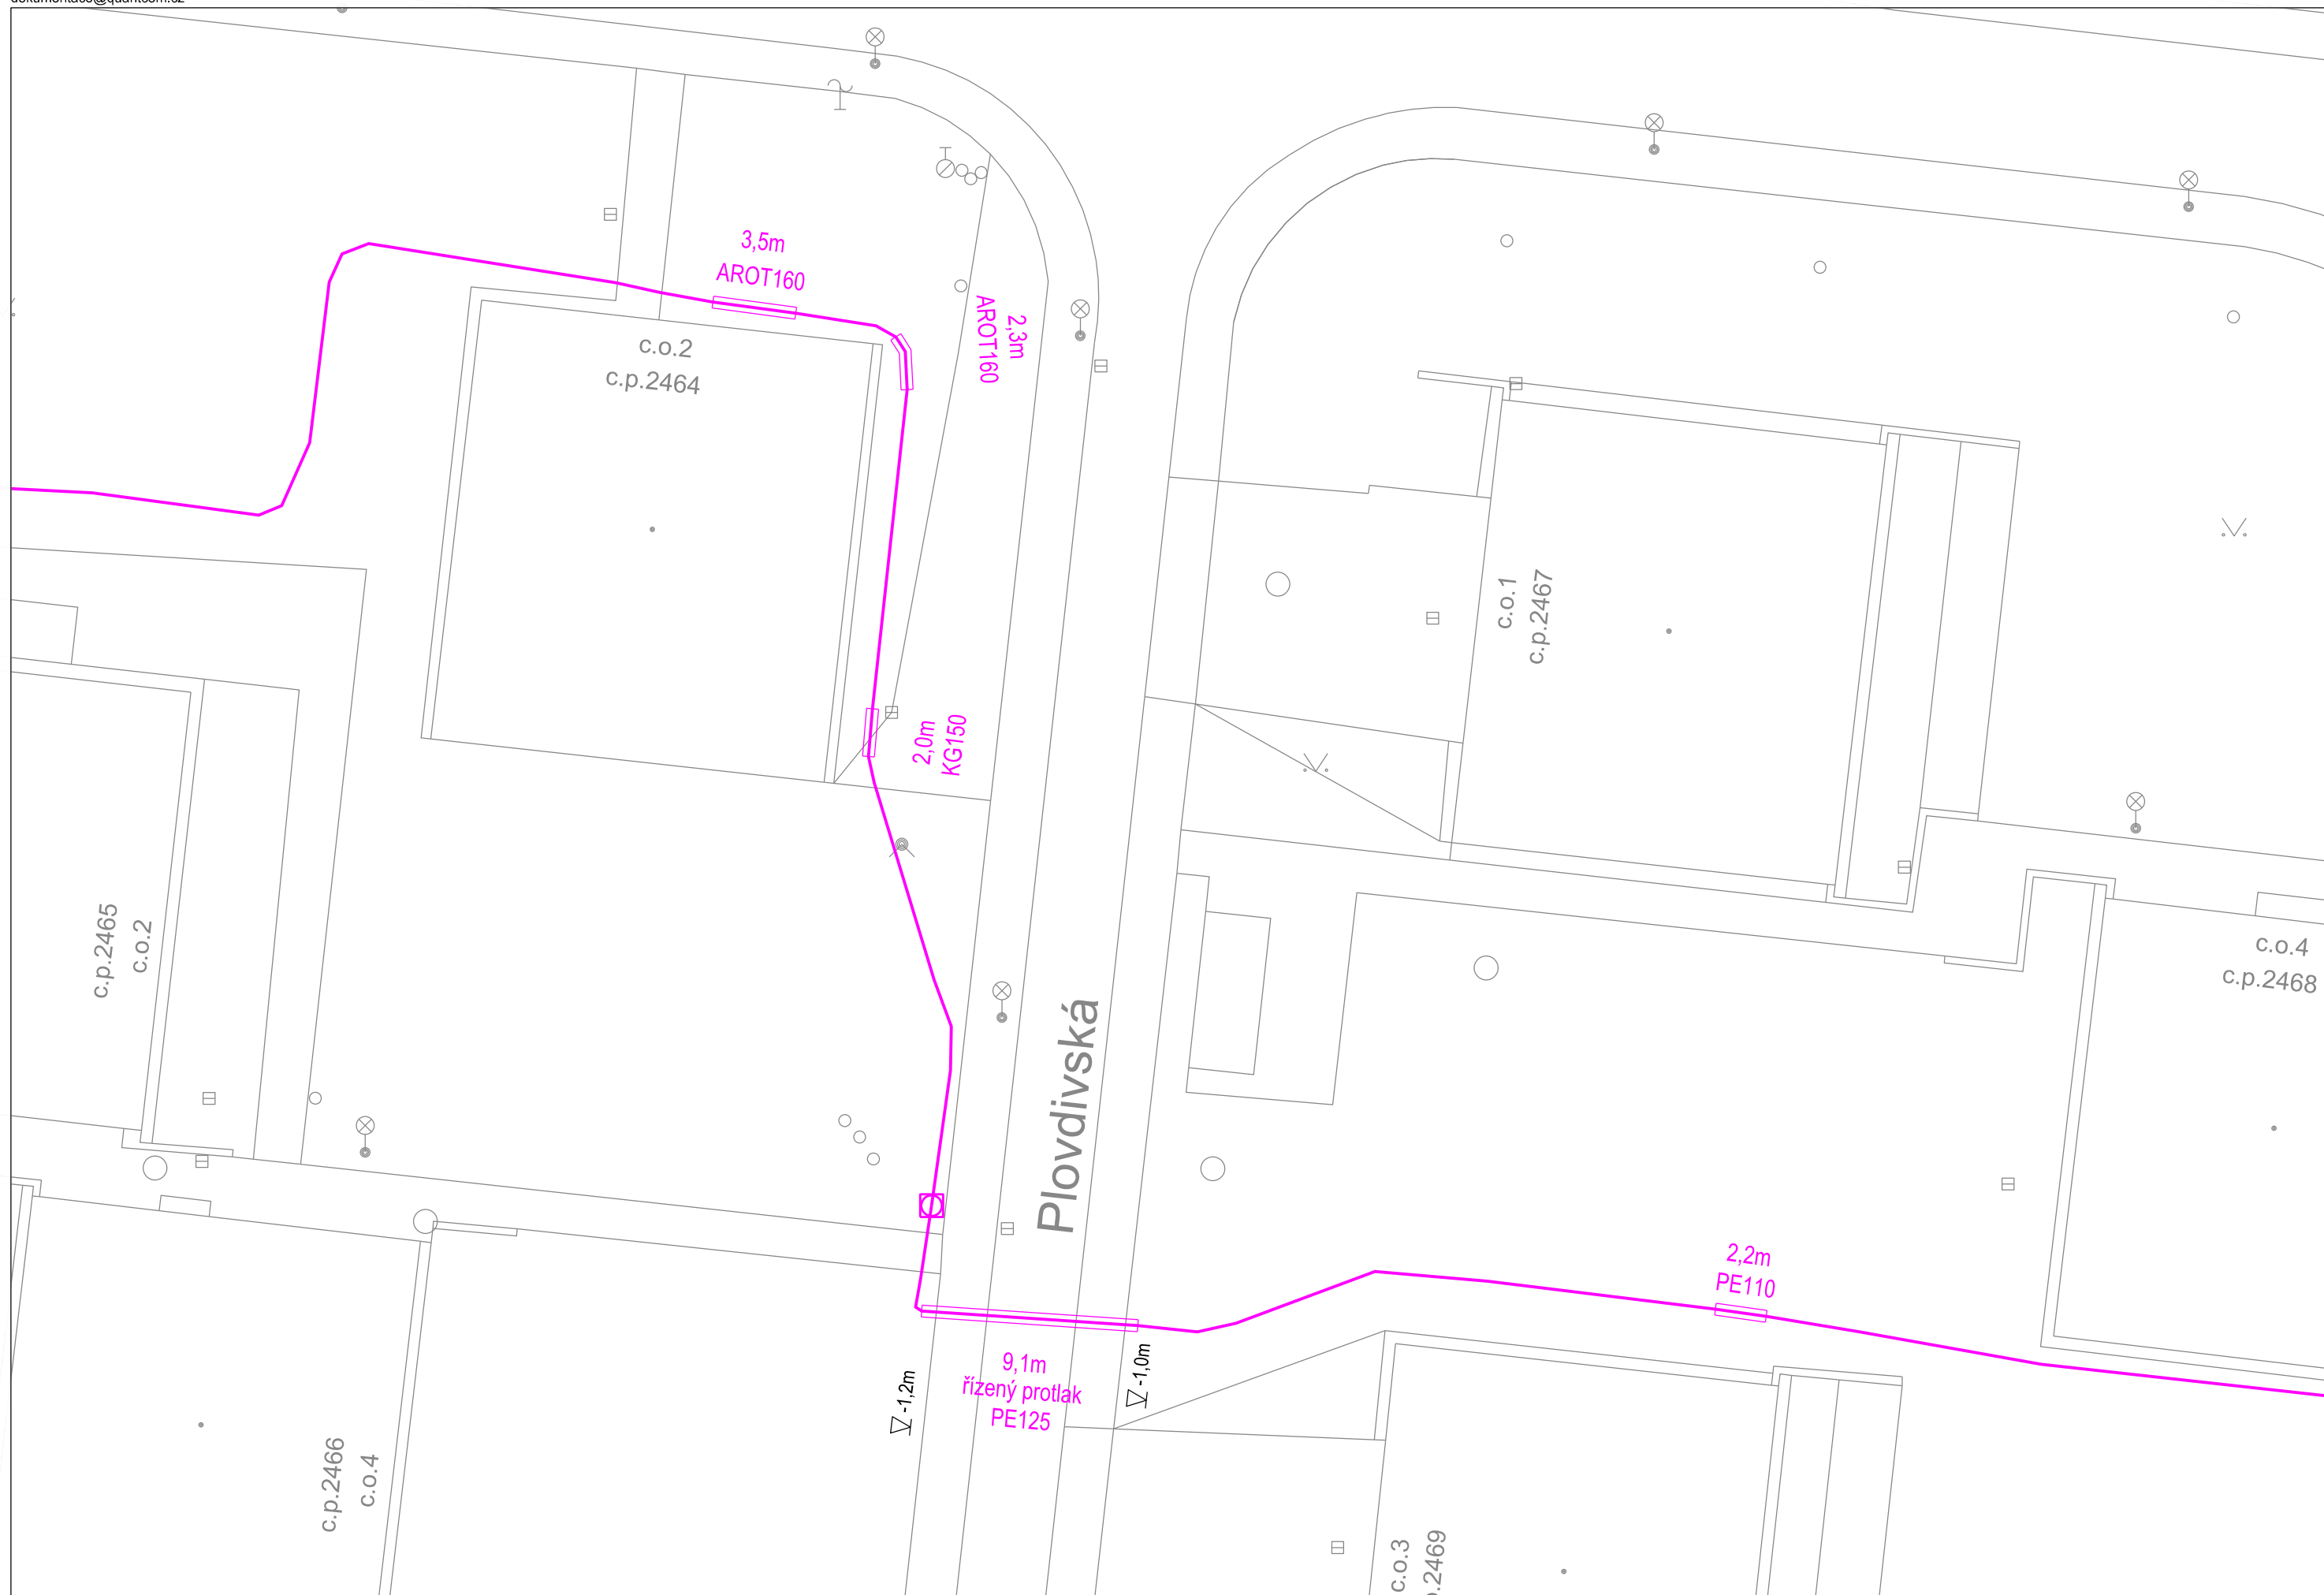 3,5m
AROT160
2,3m
AROT160
c.o.2
c.p.2464
2,0m
KG150
c.o.1
c.p.2467
c.p.2465
c.o.2
c.o.4
c.p.2468
Plovdivská
2,2m
PE110
9,1m
řízený protlak
PE125
-1,2m
-1,0m
c.p.2466
c.o.4
c.o.3